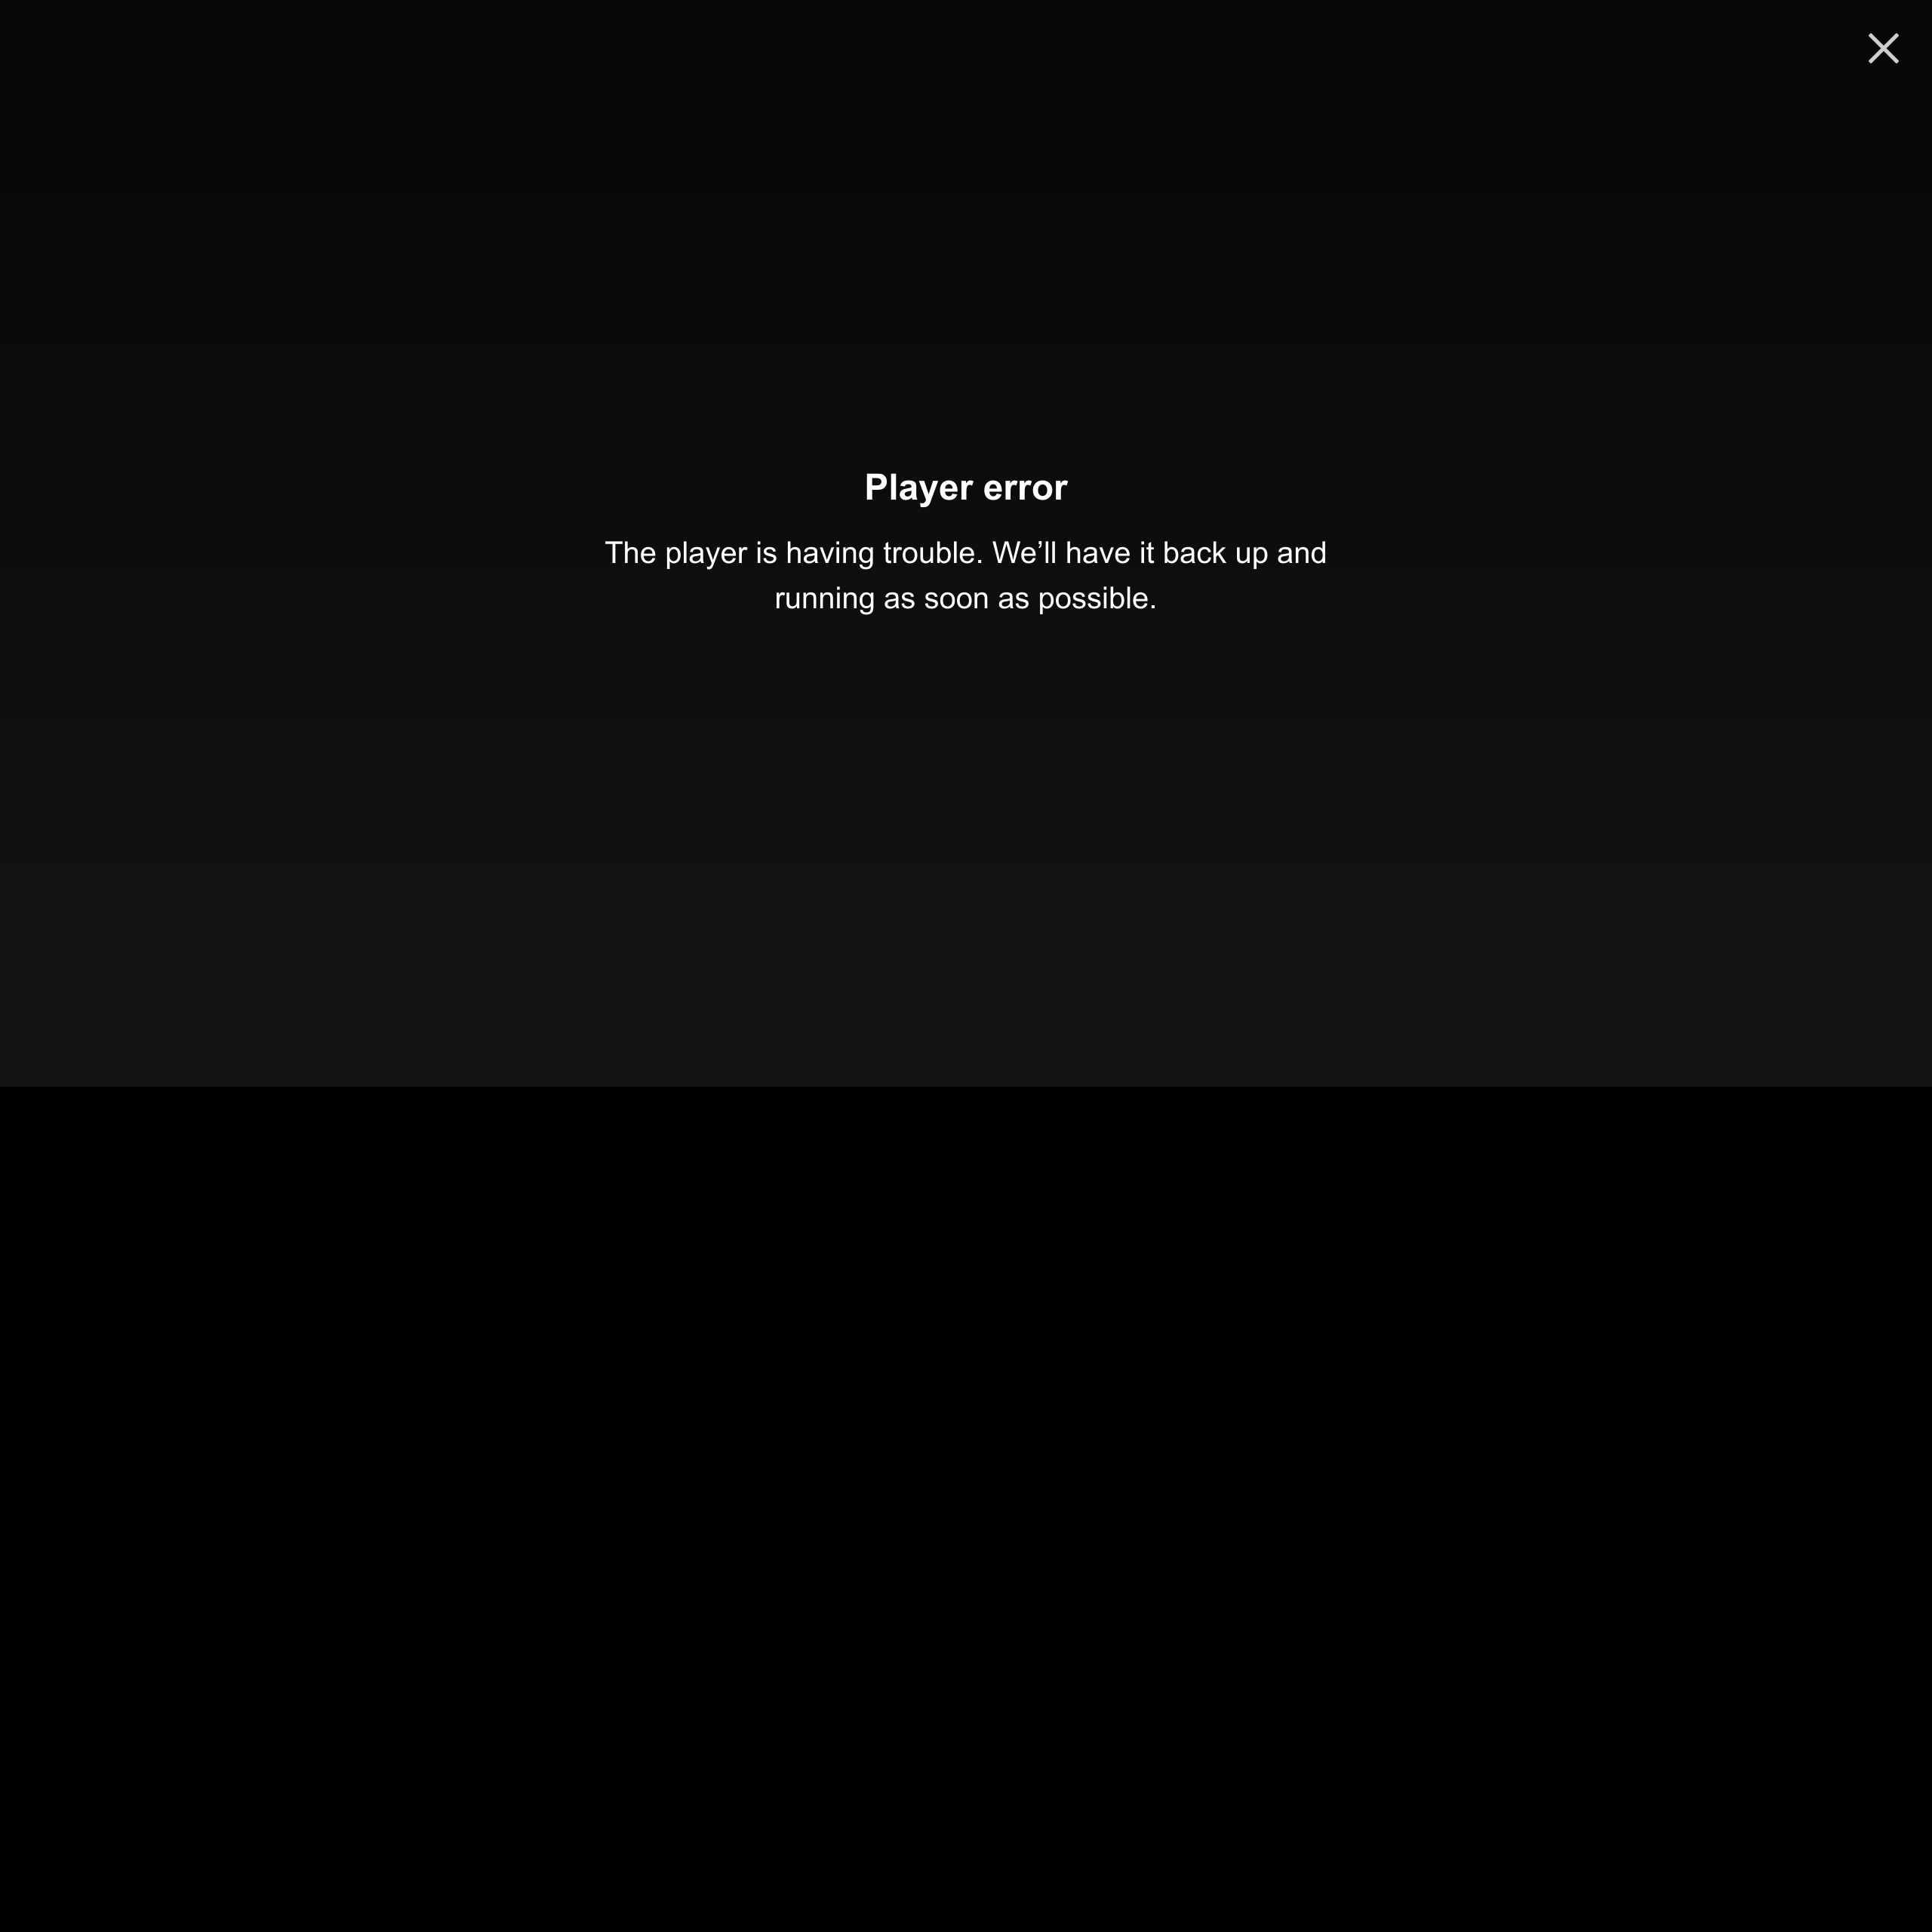 Player error
The player is having trouble. We’ll have it back up and
running as soon as possible.